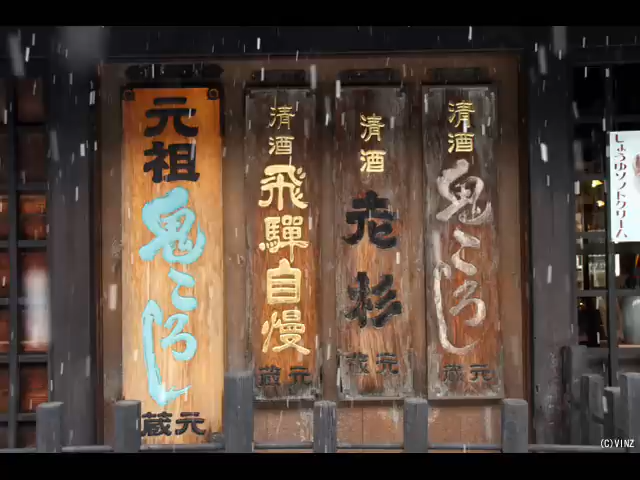 元祖
鬼ころし
蔵元
清酒
飛驒自慢
蔵元
清酒
老杉
蔵元
清酒
鬼ころし
蔵元
しょうゆソフトクリーム
(C)VINZ